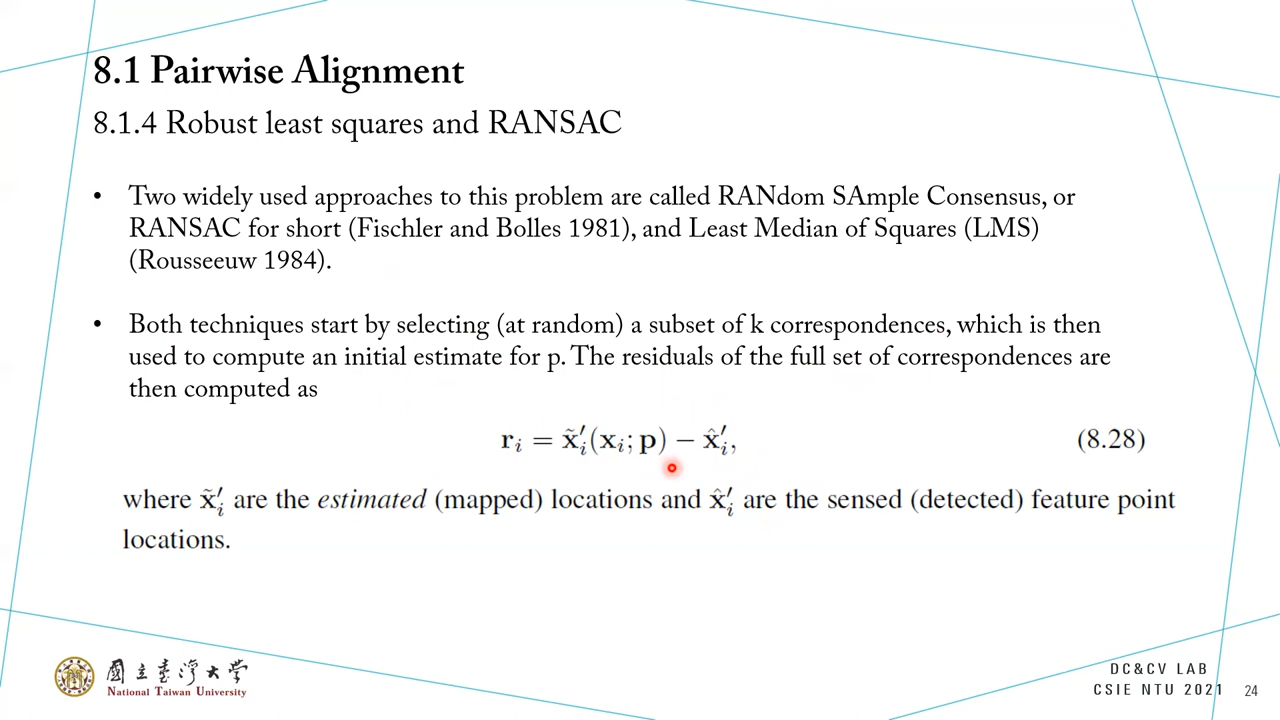 8.1 Pairwise Alignment
8.1.4 Robust least squares and RANSAC
• Two widely used approaches to this problem are called RANdom SAmple Consensus, or
RANSAC for short (Fischler and Bolles 1981), and Least Median of Squares (LMS)
(Rousseeuw 1984).
• Both techniques start by selecting (at random) a subset of k correspondences, which is then
used to compute an initial estimate for p. The residuals of the full set of correspondences are
then computed as
rᵢ = x̃ᵢ′(xᵢ; p) − x̂ᵢ′, (8.28)
where x̃ᵢ′ are the estimated (mapped) locations and x̂ᵢ′ are the sensed (detected) feature point
locations.
國立臺灣大學
National Taiwan University
DC&CV LAB
CSIE NTU 2021
24